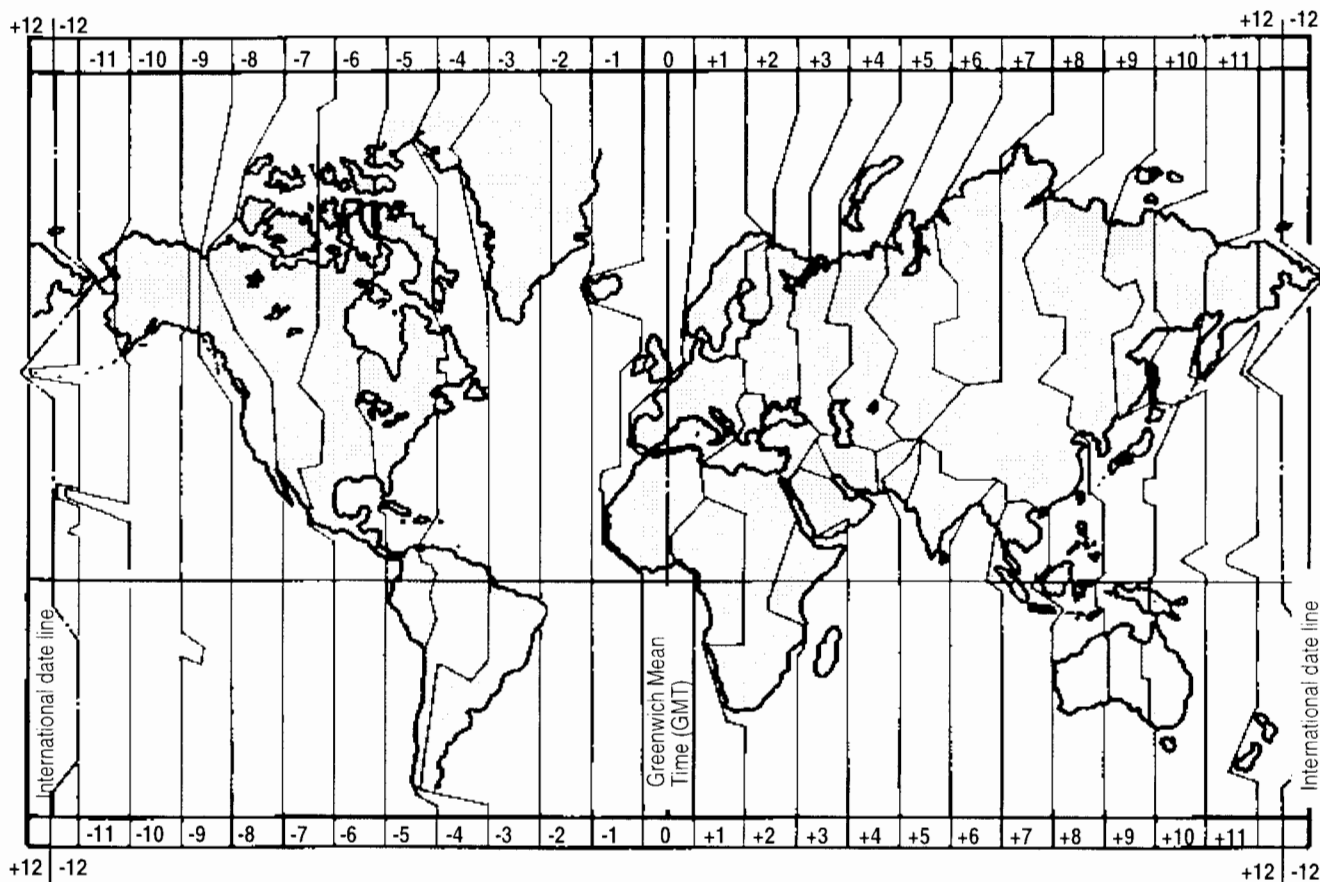 +12 -12 +12 -12
-11 -10 -9 -8 -7 -6 -5 -4 -3 -2 -1 0 +1 +2 +3 +4 +5 +6 +7 +8 +9 +10 +11
International date line
Greenwich Mean
Time (GMT)
International date line
-11 -10 -9 -8 -7 -6 -5 -4 -3 -2 -1 0 +1 +2 +3 +4 +5 +6 +7 +8 +9 +10 +11
+12 -12 +12 -12